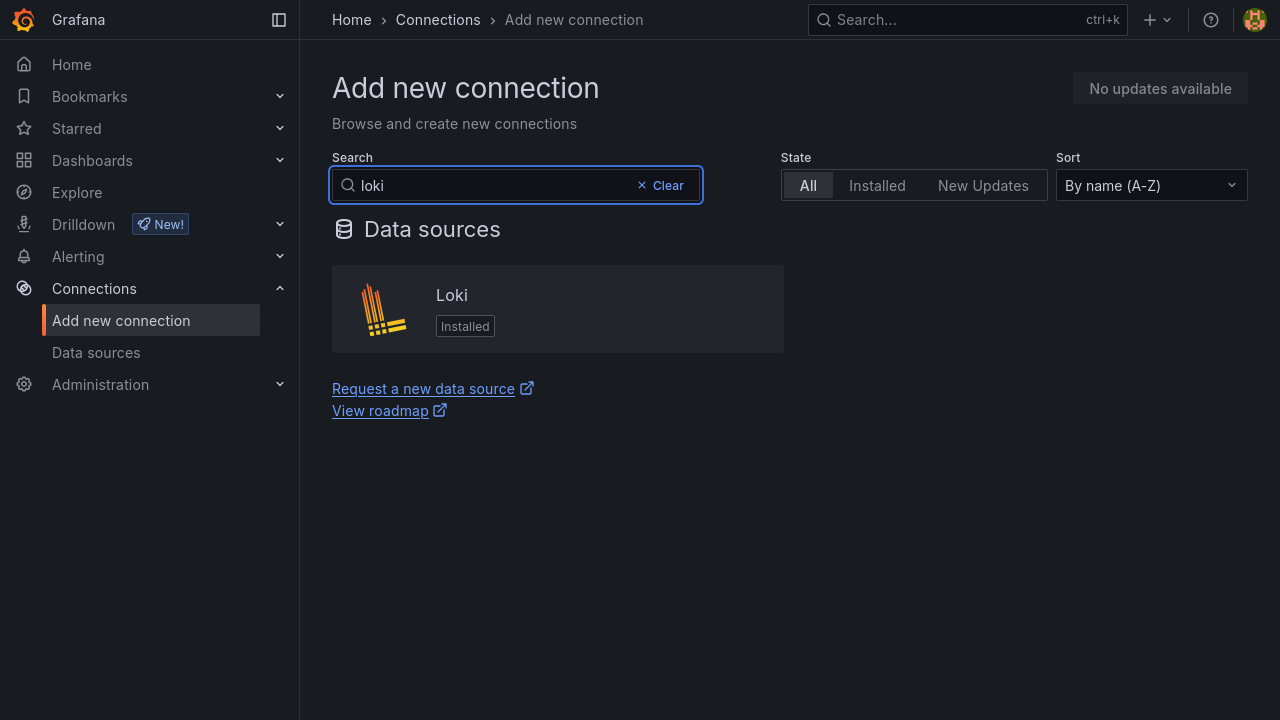 Grafana
Home
Connections
Add new connection
Search...
ctrl+k
Home
Bookmarks
Starred
Dashboards
Explore
Drilldown
New!
Alerting
Connections
Add new connection
Data sources
Administration
Add new connection
No updates available
Browse and create new connections
Search
State
Sort
loki
Clear
All
Installed
New Updates
By name (A-Z)
Data sources
Loki
Installed
Request a new data source
View roadmap